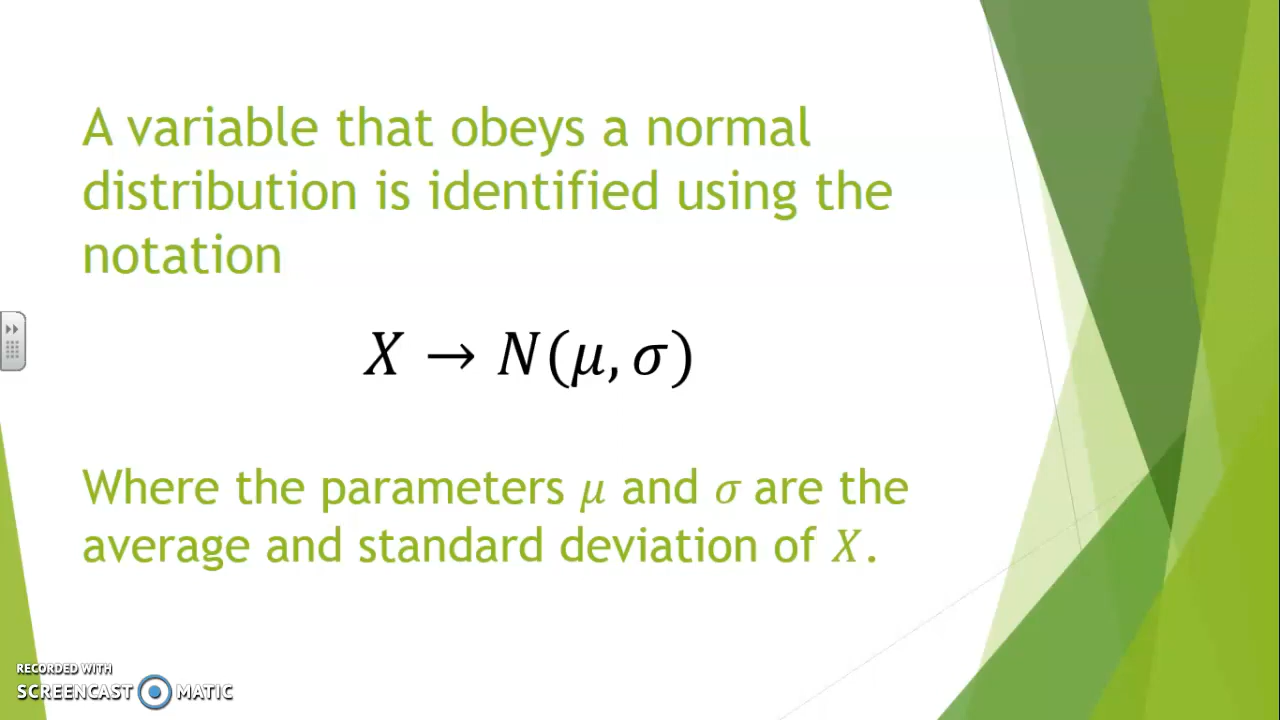 A variable that obeys a normal
distribution is identified using the
notation
𝑋 → 𝑁(𝜇, 𝜎)
Where the parameters 𝜇 and 𝜎 are the
average and standard deviation of 𝑋.
RECORDED WITH
SCREENCAST MATIC